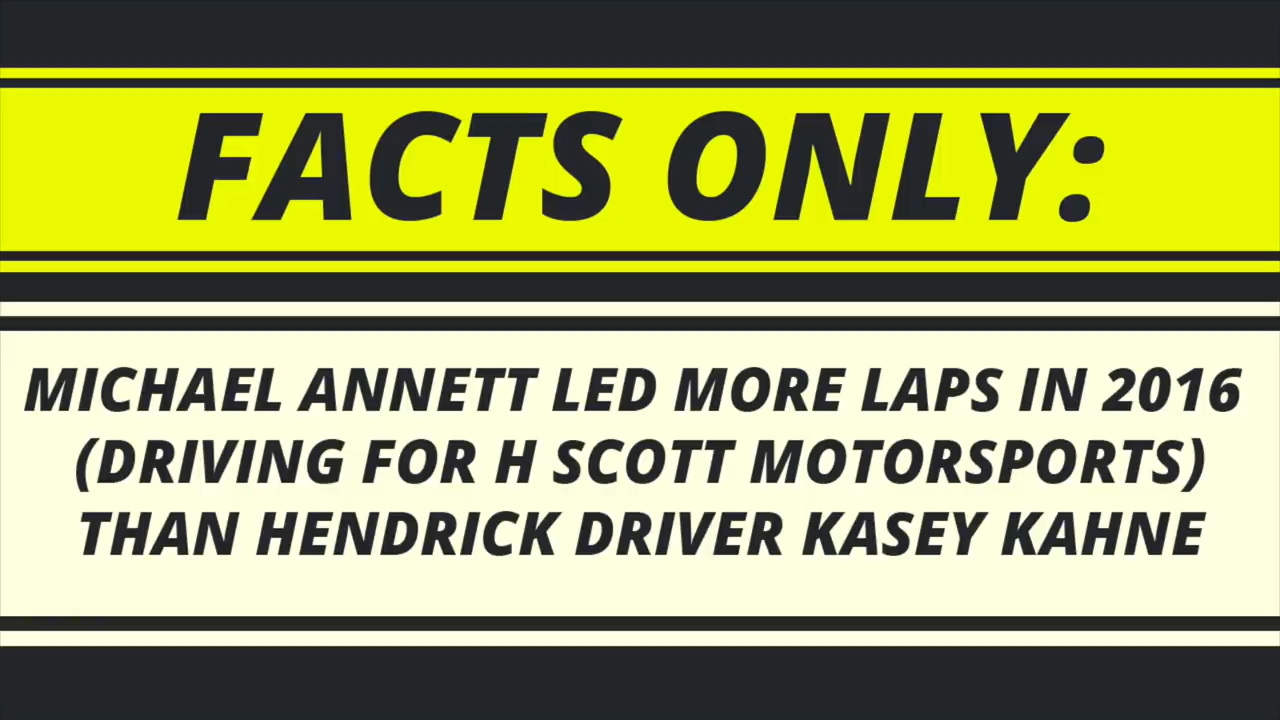 FACTS ONLY:
MICHAEL ANNETT LED MORE LAPS IN 2016
(DRIVING FOR H SCOTT MOTORSPORTS)
THAN HENDRICK DRIVER KASEY KAHNE